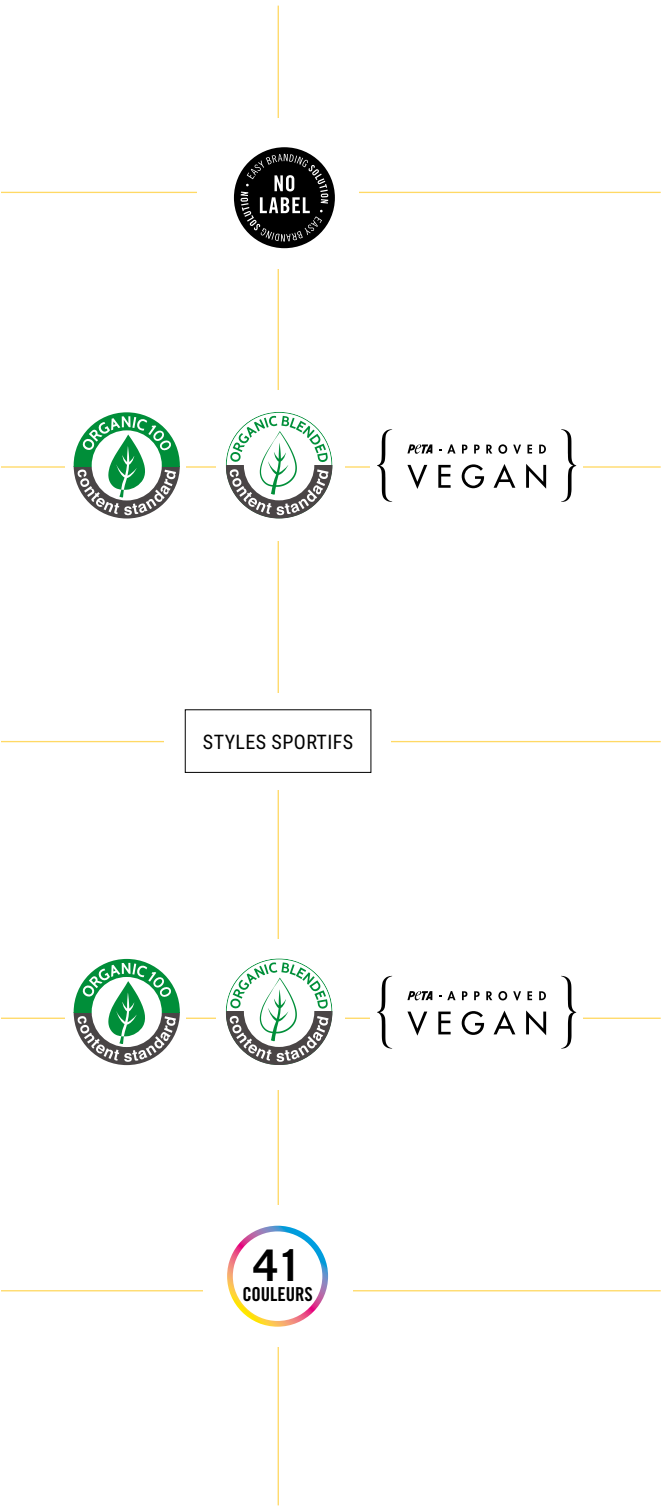 • EASY BRANDING SOLUTION • EASY BRANDING SOLUTION
NO
LABEL
ORGANIC 100
content standard
ORGANIC BLENDED
content standard
PETA - APPROVED
VEGAN
STYLES SPORTIFS
ORGANIC 100
content standard
ORGANIC BLENDED
content standard
PETA - APPROVED
VEGAN
41
COULEURS